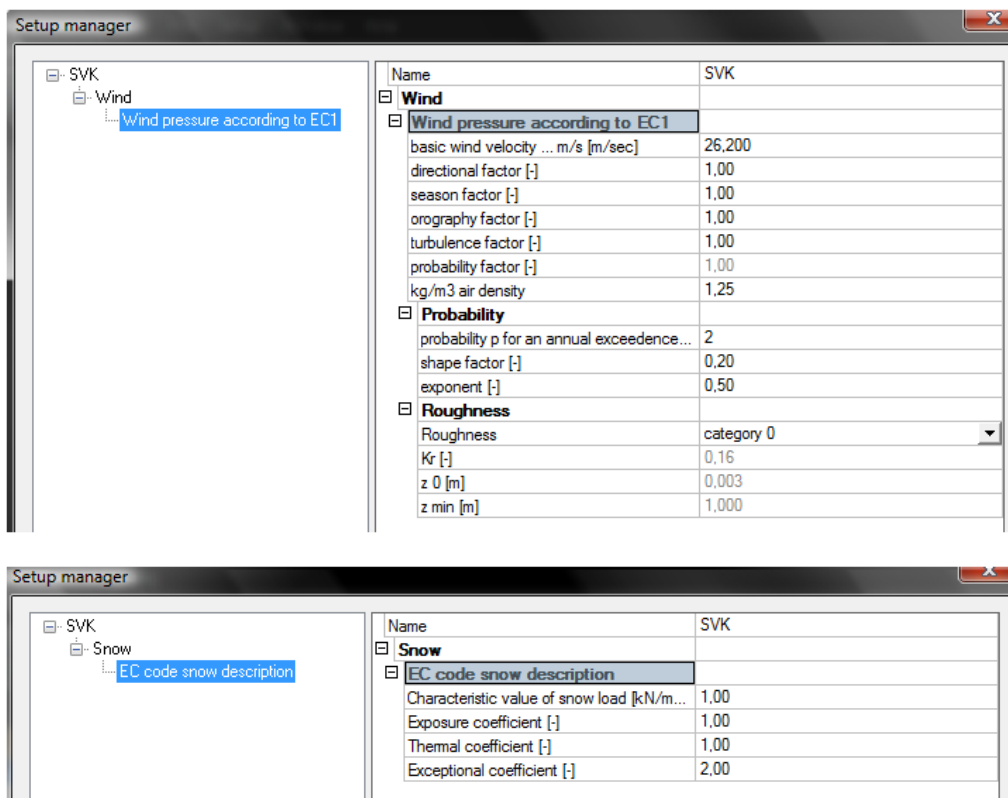 Setup manager
SVK
Wind
Wind pressure according to EC1
Name SVK
Wind
Wind pressure according to EC1
basic wind velocity ... m/s [m/sec] 26,200
directional factor [-] 1,00
season factor [-] 1,00
orography factor [-] 1,00
turbulence factor [-] 1,00
probability factor [-] 1,00
kg/m3 air density 1,25
Probability
probability p for an annual exceedence... 2
shape factor [-] 0,20
exponent [-] 0,50
Roughness
Roughness category 0
Kr [-] 0,16
z 0 [m] 0,003
z min [m] 1,000
Setup manager
SVK
Snow
EC code snow description
Name SVK
Snow
EC code snow description
Characteristic value of snow load [kN/m... 1,00
Exposure coefficient [-] 1,00
Thermal coefficient [-] 1,00
Exceptional coefficient [-] 2,00